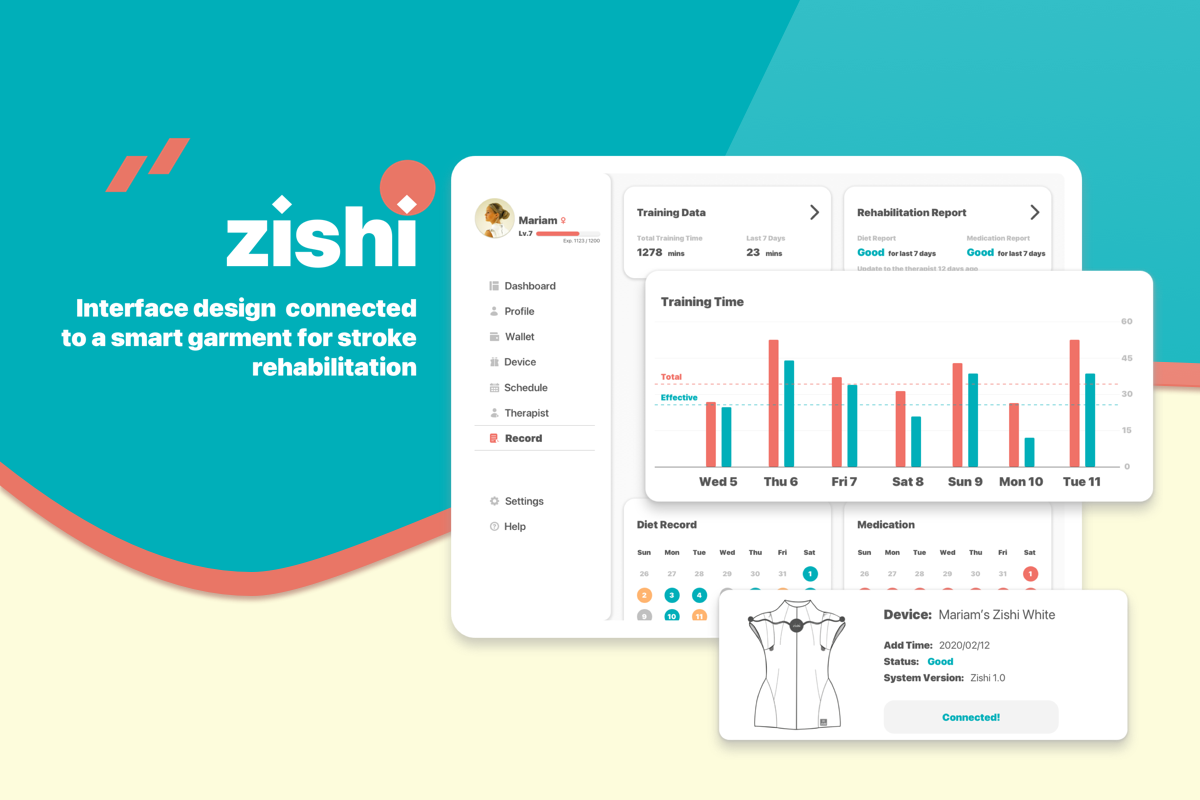 zishi
Interface design connected
to a smart garment for stroke
rehabilitation
Mariam ♀
Lv.7
Exp. 1123 / 1200
Dashboard
Profile
Wallet
Device
Schedule
Therapist
Record
Settings
Help
Training Data
Total Training Time
Last 7 Days
1278 mins
23 mins
Rehabilitation Report
Diet Report
Medication Report
Good for last 7 days
Good for last 7 days
Update to the therapist 12 days ago
Training Time
60
45
30
15
0
Total
Effective
Wed 5 Thu 6 Fri 7 Sat 8 Sun 9 Mon 10 Tue 11
Diet Record
Sun Mon Tue Wed Thu Fri Sat
26 27 28 29 30 31 1
2 3 4
9 10 11
Medication
Sun Mon Tue Wed Thu Fri Sat
26 27 28 29 30 31 1
Device: Mariam's Zishi White
Add Time: 2020/02/12
Status: Good
System Version: Zishi 1.0
Connected!